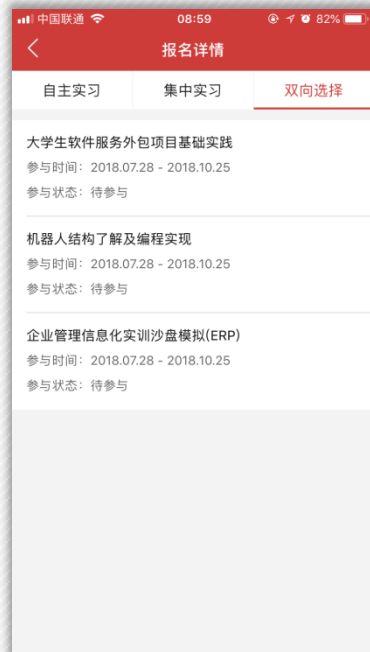 中国联通 08:59 82%
报名详情
自主实习 集中实习 双向选择
大学生软件服务外包项目基础实践
参与时间：2018.07.28 - 2018.10.25
参与状态：待参与
机器人结构了解及编程实现
参与时间：2018.07.28 - 2018.10.25
参与状态：待参与
企业管理信息化实训沙盘模拟(ERP)
参与时间：2018.07.28 - 2018.10.25
参与状态：待参与